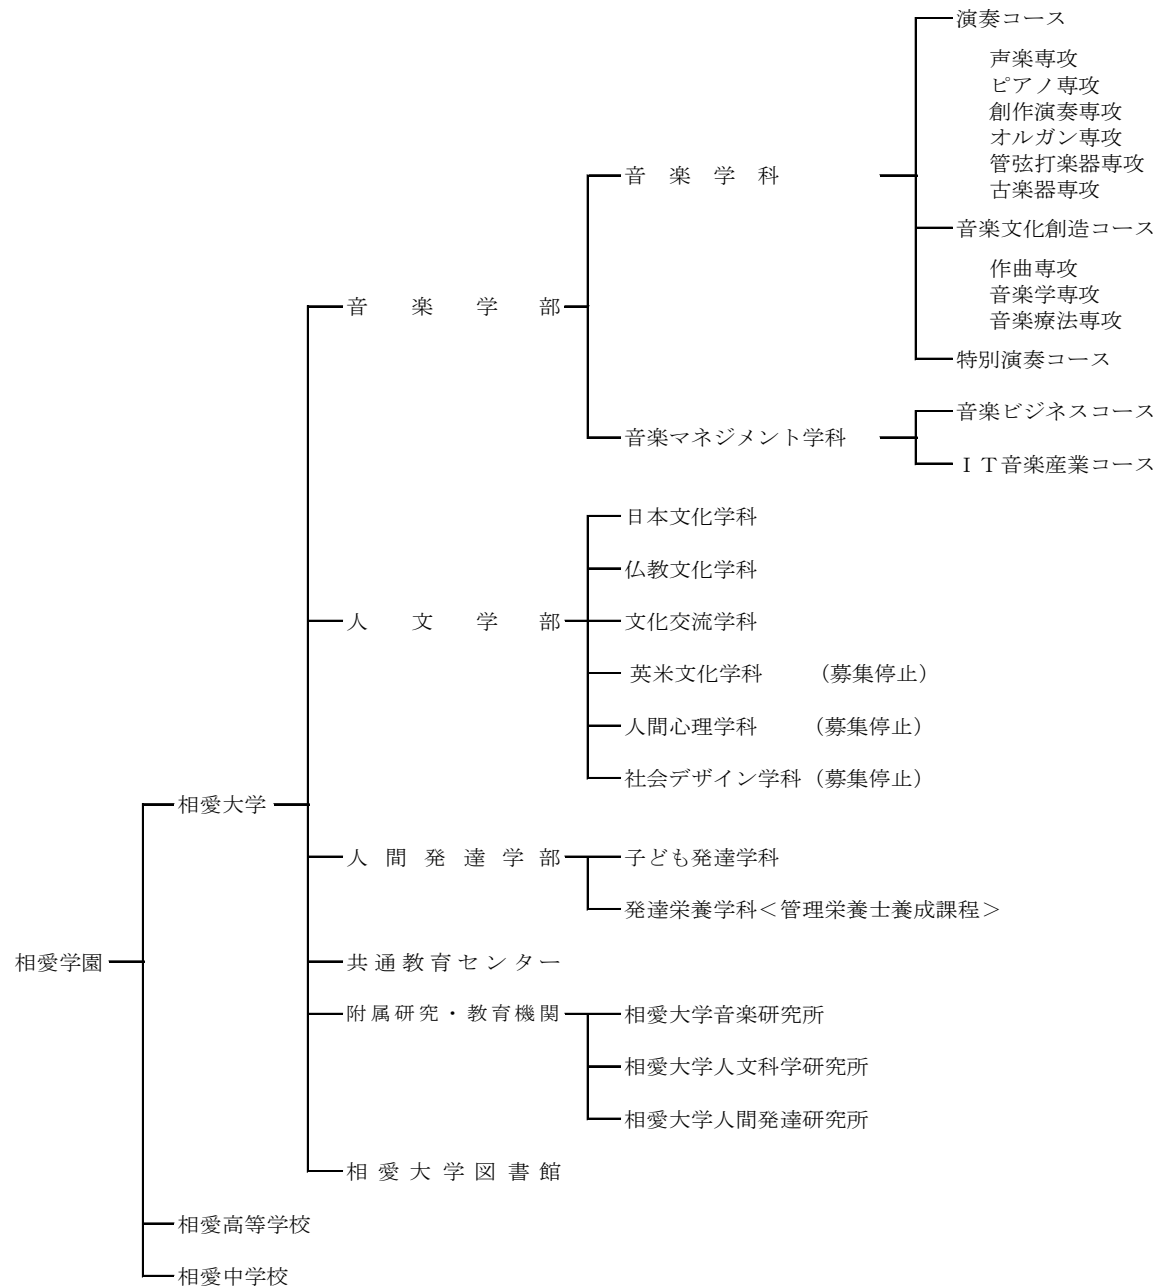 演奏コース
声楽専攻
ピアノ専攻
創作演奏専攻
オルガン専攻
管弦打楽器専攻
古楽器専攻
音楽学科
音楽文化創造コース
作曲専攻
音楽学専攻
音楽療法専攻
音楽学部
特別演奏コース
音楽ビジネスコース
音楽マネジメント学科
ＩＴ音楽産業コース
日本文化学科
仏教文化学科
人文学部
文化交流学科
英米文化学科 （募集停止）
人間心理学科 （募集停止）
社会デザイン学科（募集停止）
相愛大学
人間発達学部
子ども発達学科
発達栄養学科＜管理栄養士養成課程＞
相愛学園
共通教育センター
附属研究・教育機関
相愛大学音楽研究所
相愛大学人文科学研究所
相愛大学人間発達研究所
相愛大学図書館
相愛高等学校
相愛中学校